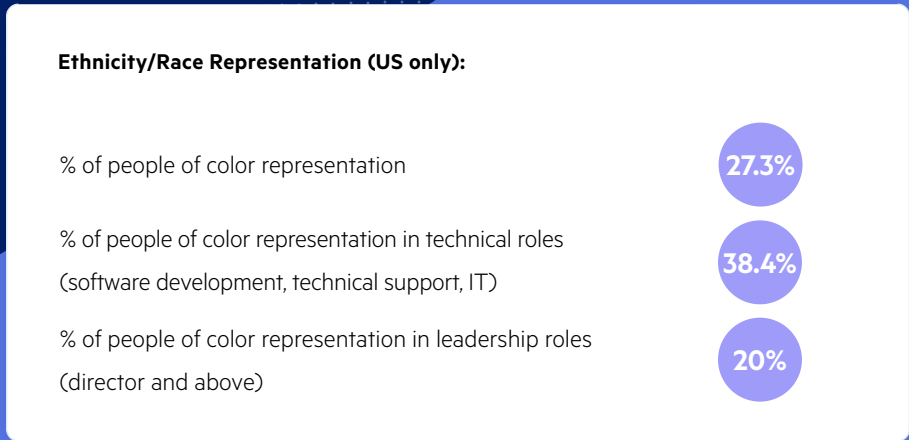 Ethnicity/Race Representation (US only):
% of people of color representation
27.3%
% of people of color representation in technical roles
(software development, technical support, IT)
38.4%
% of people of color representation in leadership roles
(director and above)
20%